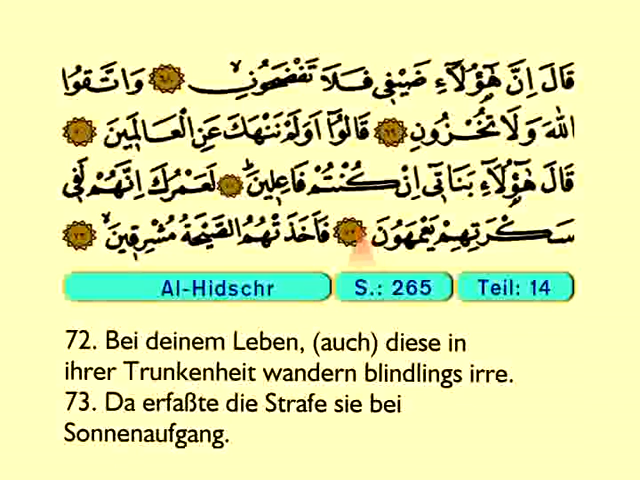 قَالَ إِنَّ هَٰؤُلَاءِ ضَيْفِي فَلَا تَفْضَحُونِ ٦٨ وَاتَّقُوا
اللهَ وَلَا تُخْزُونِ ٦٩ قَالُوا أَوَلَمْ نَنْهَكَ عَنِ الْعَالَمِينَ ٧٠
قَالَ هَٰؤُلَاءِ بَنَاتِي إِنْ كُنْتُمْ فَاعِلِينَ ٧١ لَعَمْرُكَ إِنَّهُمْ لَفِي
سَكْرَتِهِمْ يَعْمَهُونَ ٧٢ فَأَخَذَتْهُمُ الصَّيْحَةُ مُشْرِقِينَ ٧٣
Al-Hidschr S.: 265 Teil: 14
72. Bei deinem Leben, (auch) diese in
ihrer Trunkenheit wandern blindlings irre.
73. Da erfaßte die Strafe sie bei
Sonnenaufgang.